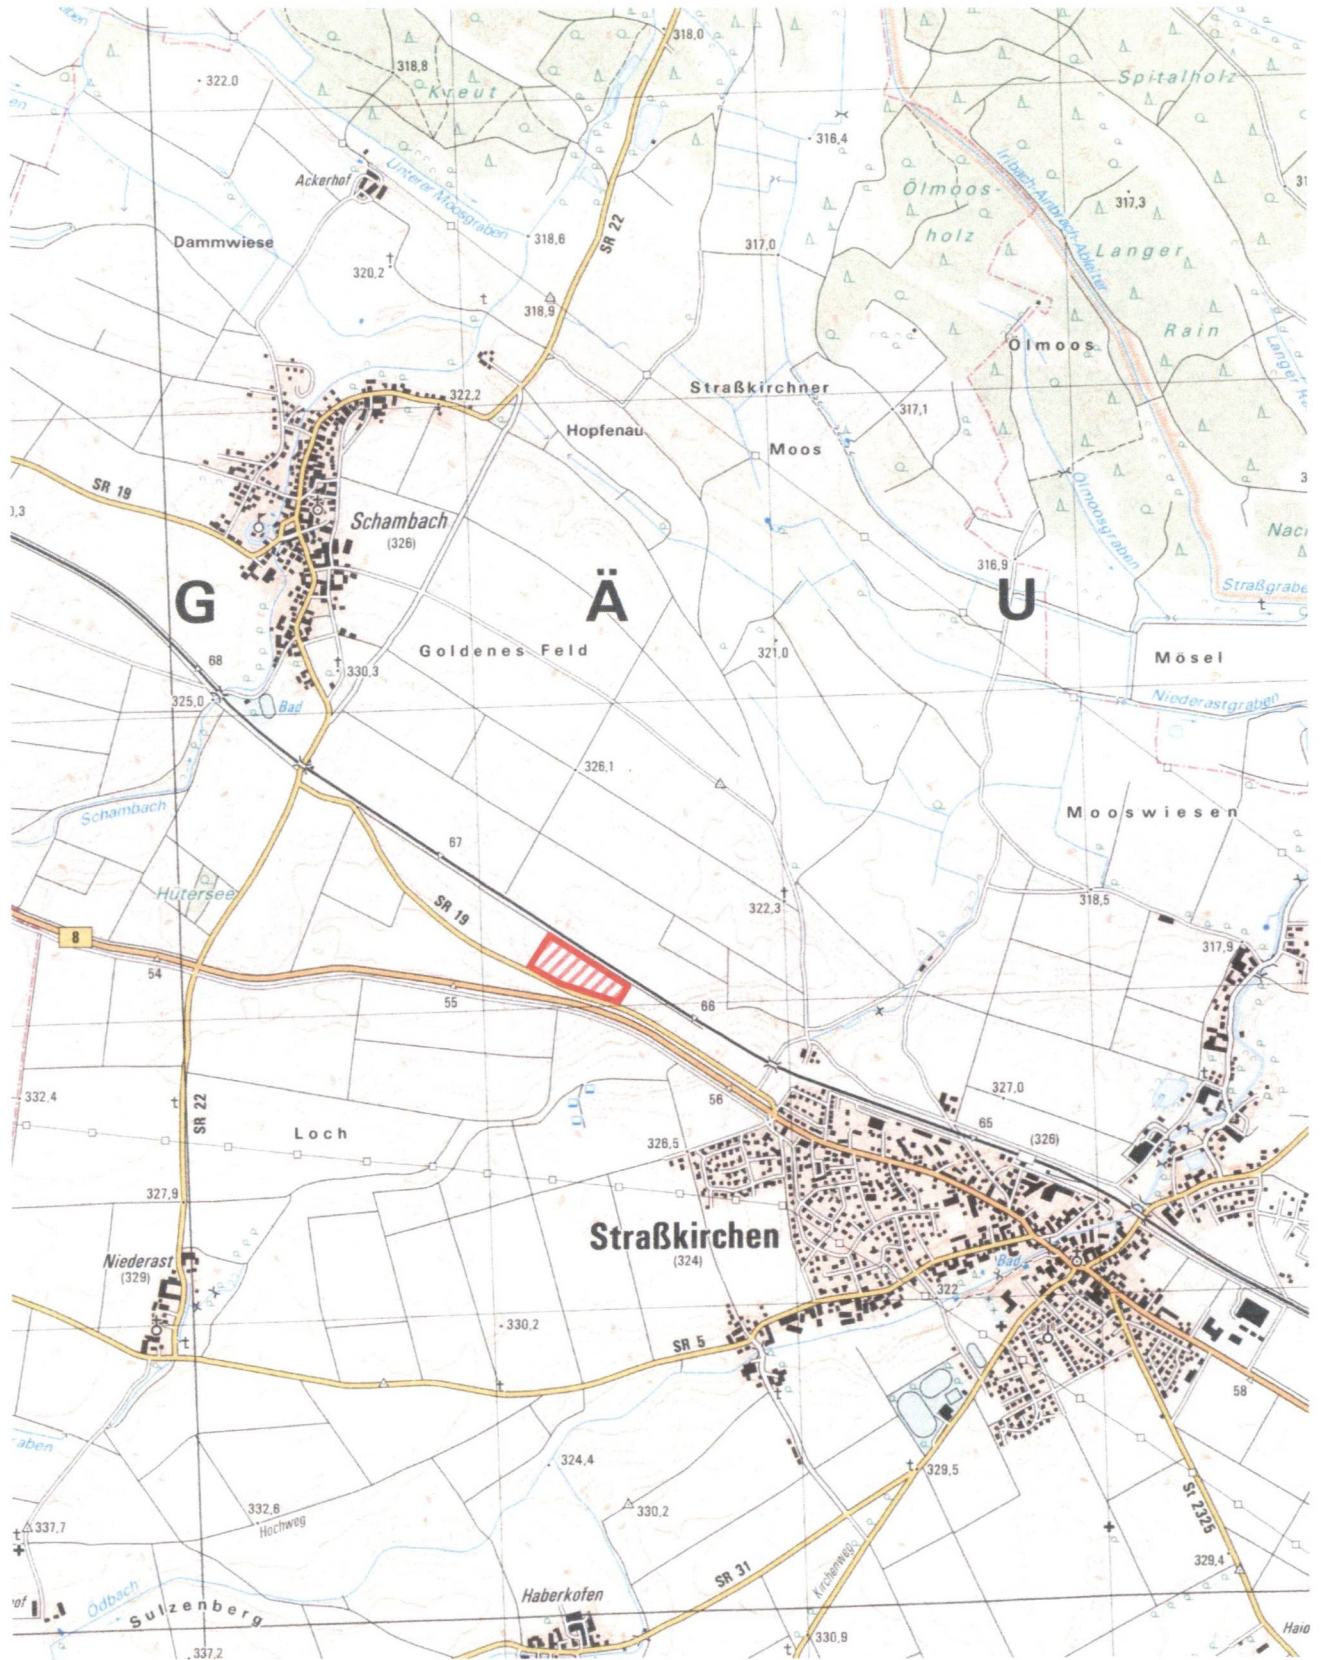 318,0
318,8
Kreut
322,0
Spitalholz
316,4
Irlbach-Ainbrach-Ableiter
Unterer Moosgraben
Ackerhof
Ölmoos-
holz
317,3
Langer
Rain
Dammwiese
318,6
SR 22
317,0
320,2
318,9
Ölmoos
322,2
Straßkirchner
Moos
317,1
Hopfenau
SR 19
Schambach
(326)
Ölmoosgraben
316,9
G
Ä
U
330,3
Goldenes Feld
321,0
Mösel
Niederastgraben
68
325,0
Bad
326,1
Schambach
Mooswiesen
67
Hütersee
SR 19
322,3
318,5
8
317,9
54
55
66
332,4
SR 22
Loch
56
327,0
65
(326)
326,5
327,9
Straßkirchen
(324)
Niederast
(329)
Bad
322
330,2
SR 5
58
324,4
329,5
332,6
Hochweg
330,2
337,7
St 2325
SR 31
Kirchenweg
329,4
Ödbach
Sulzenberg
Haberkofen
330,9
337,2